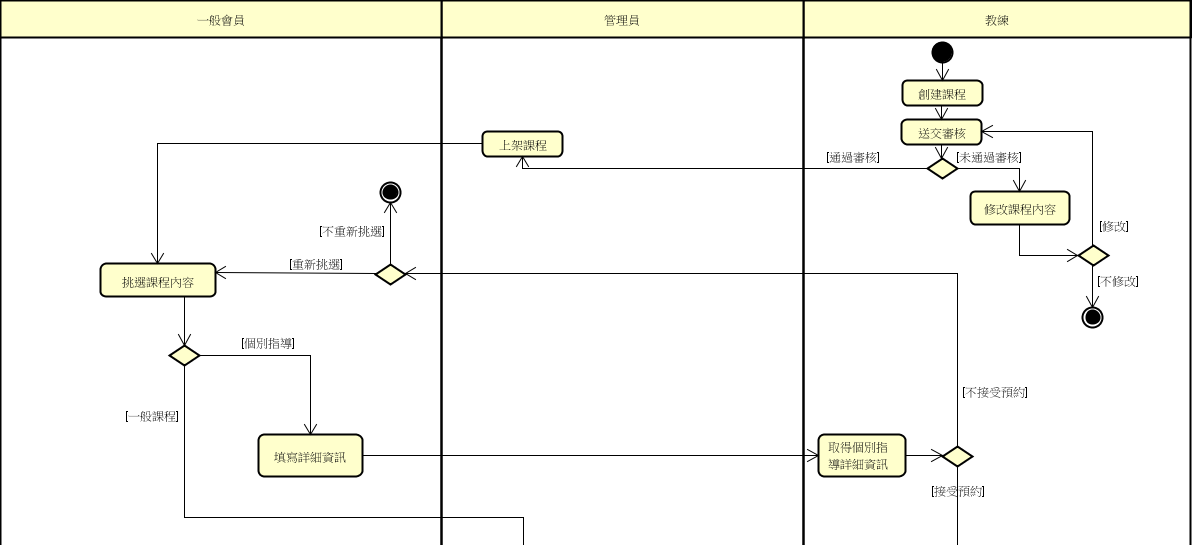 一般會員
管理員
教練
創建課程
送交審核
上架課程
[通過審核]
[未通過審核]
修改課程內容
[不重新挑選]
[修改]
[重新挑選]
挑選課程內容
[不修改]
[個別指導]
[不接受預約]
[一般課程]
填寫詳細資訊
取得個別指
導詳細資訊
[接受預約]